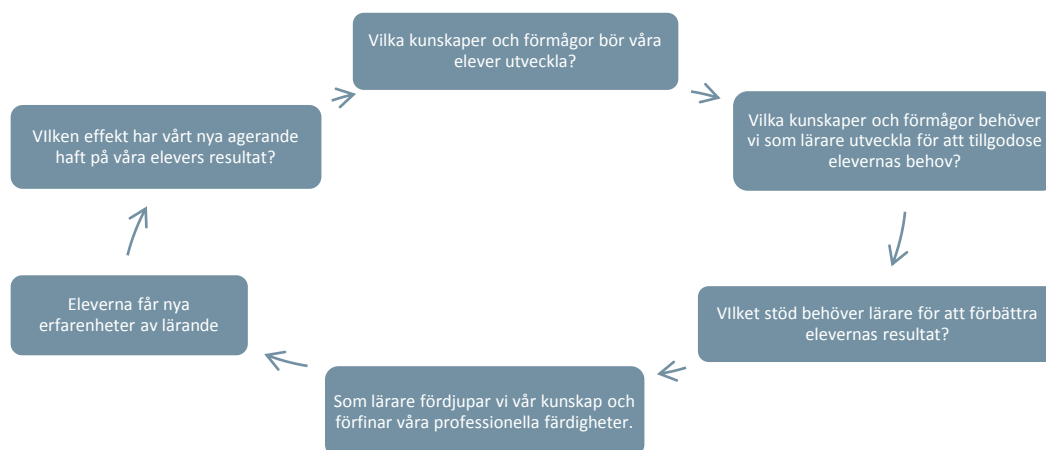 Vilka kunskaper och förmågor bör våra
elever utveckla?
Vilka kunskaper och förmågor behöver
vi som lärare utveckla för att tillgodose
elevernas behov?
VIlket stöd behöver lärare för att förbättra
elevernas resultat?
Som lärare fördjupar vi vår kunskap och
förfinar våra professionella färdigheter.
Eleverna får nya
erfarenheter av lärande
VIlken effekt har vårt nya agerande
haft på våra elevers resultat?